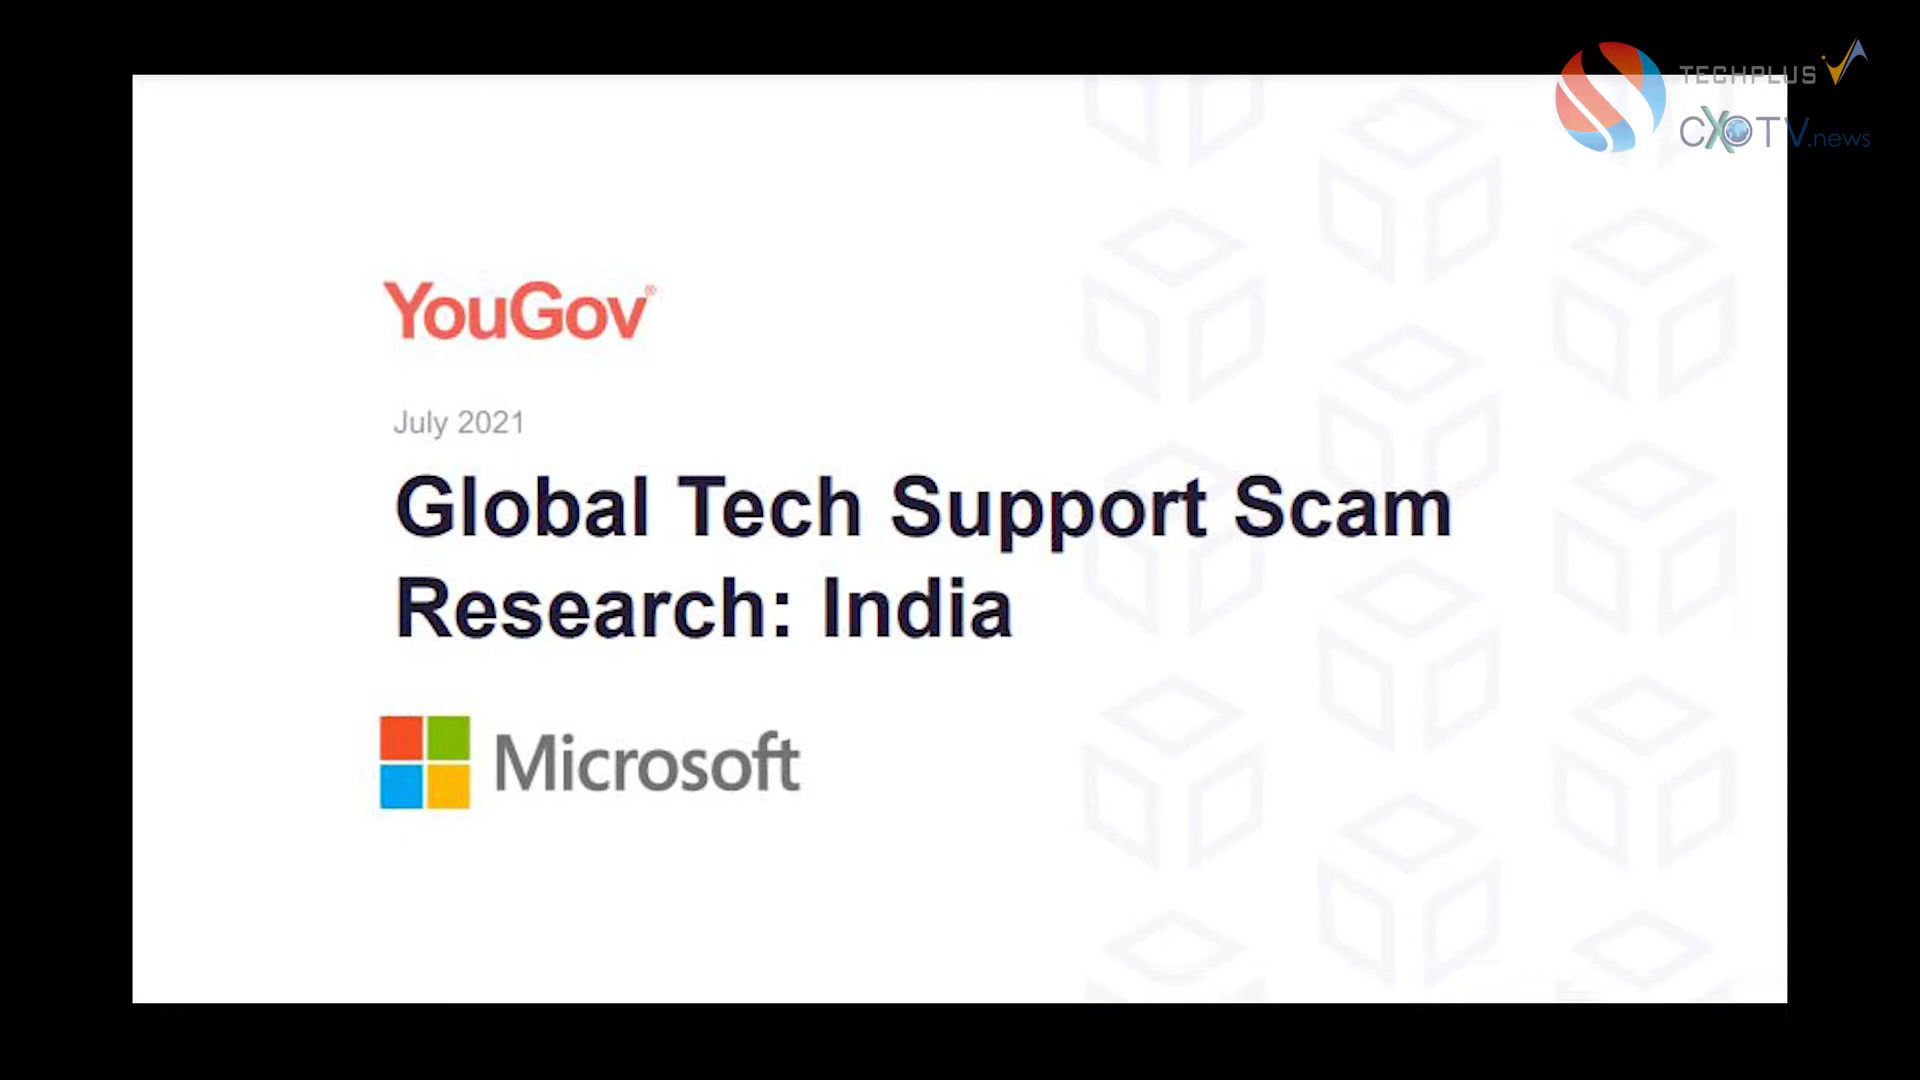 TECHPLUS
CXOTV.news
YouGov®
July 2021
Global Tech Support Scam
Research: India
Microsoft